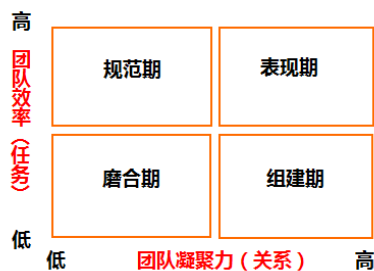 高
规范期
表现期
团队效率（任务）
磨合期
组建期
低
低
团队凝聚力（关系）
高